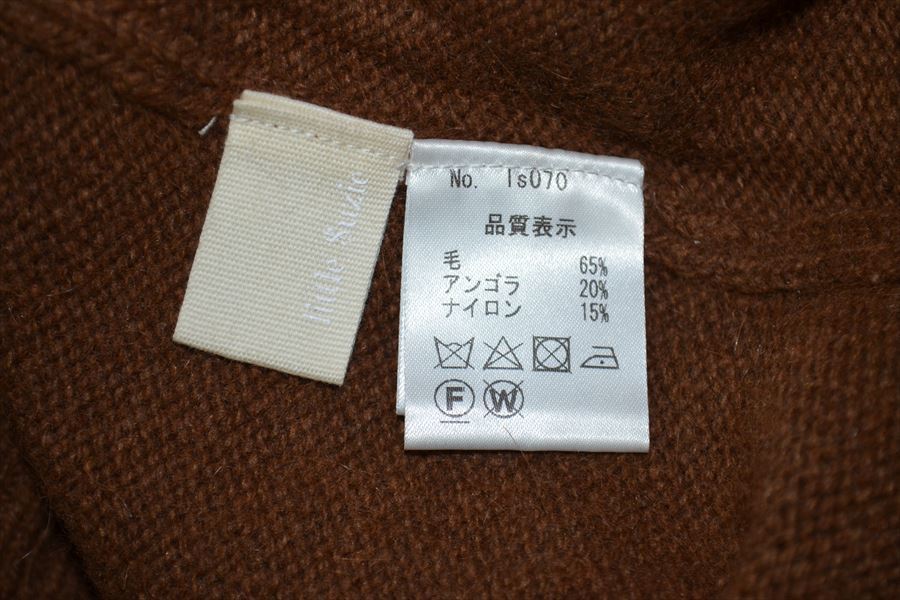 little Suzie
No. ls070
品質表示
毛 65%
アンゴラ 20%
ナイロン 15%
F W